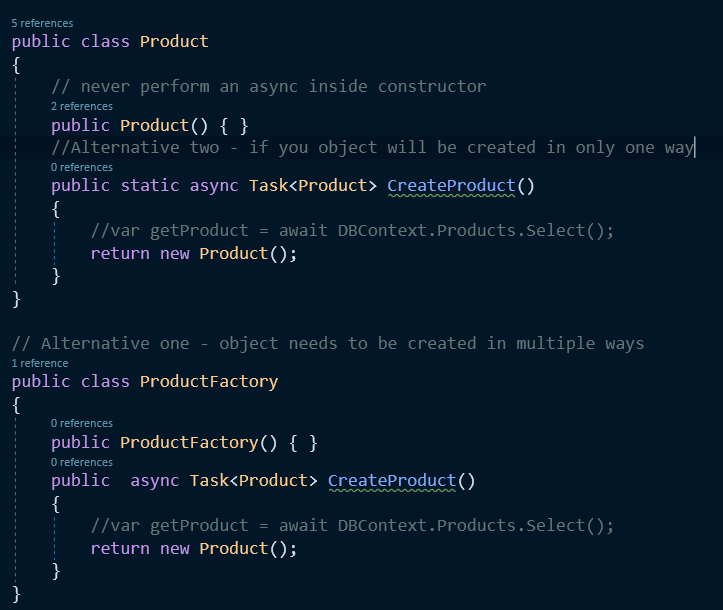 5 references
public class Product
{
// never perform an async inside constructor
2 references
public Product() { }
//Alternative two - if you object will be created in only one way
0 references
public static async Task<Product> CreateProduct()
{
//var getProduct = await DBContext.Products.Select();
return new Product();
}
}
// Alternative one - object needs to be created in multiple ways
1 reference
public class ProductFactory
{
0 references
public ProductFactory() { }
0 references
public  async Task<Product> CreateProduct()
{
//var getProduct = await DBContext.Products.Select();
return new Product();
}
}